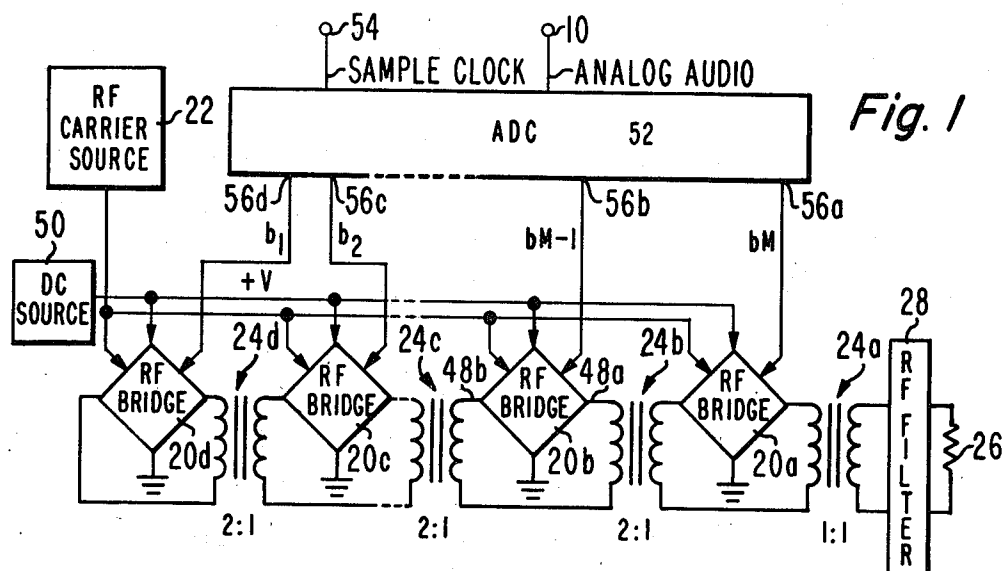 54
10
SAMPLE CLOCK
ANALOG AUDIO
RF
CARRIER
SOURCE
22
ADC 52
Fig. 1
56d
56c
56b
56a
b1
b2
bM-1
bM
50
DC
SOURCE
+V
24d
24c
24b
24a
28
RF
BRIDGE
20d
RF
BRIDGE
20c
48b
RF
BRIDGE
48a
20b
RF
BRIDGE
20a
RF FILTER
26
2:1
2:1
2:1
1:1